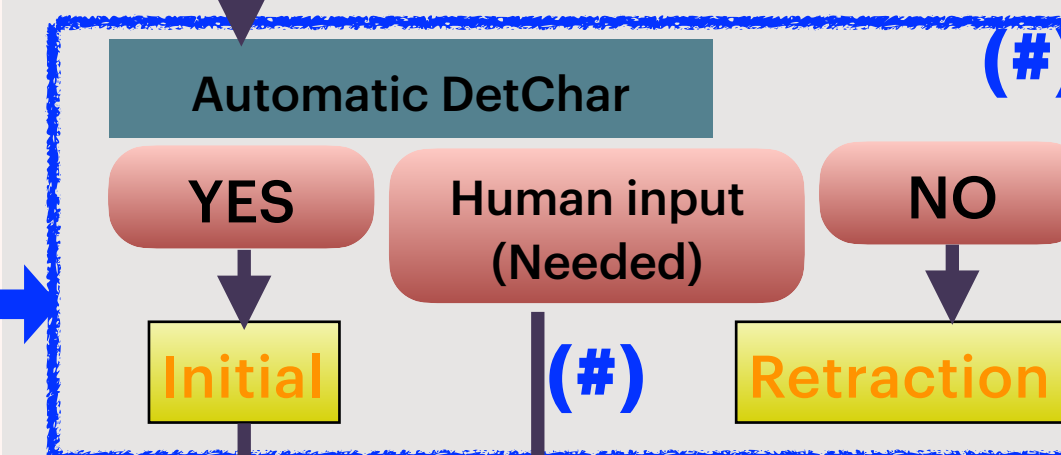 (#)
Automatic DetChar
YES
Human input
(Needed)
NO
Initial
(#)
Retraction